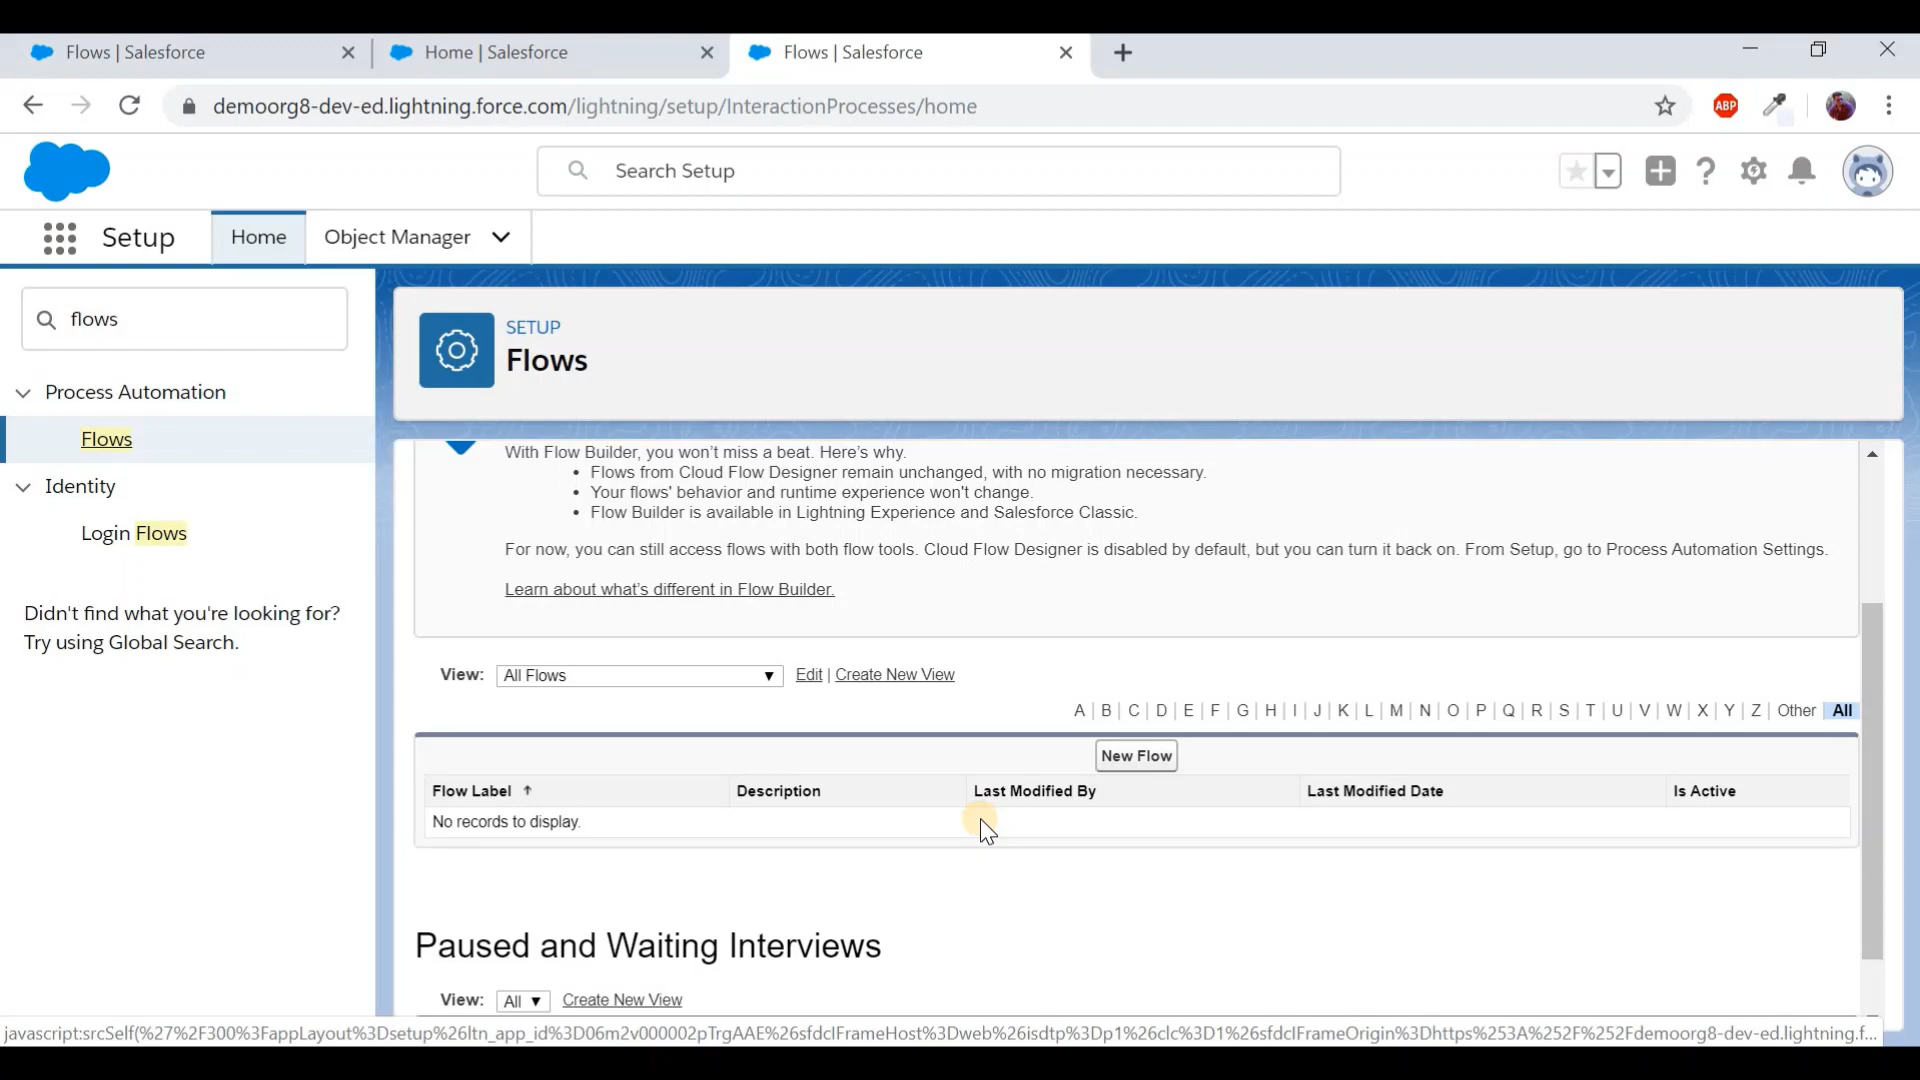 Flows | Salesforce
Home | Salesforce
Flows | Salesforce
demoorg8-dev-ed.lightning.force.com/lightning/setup/InteractionProcesses/home
ABP
Search Setup
Setup
Home
Object Manager
flows
Process Automation
Flows
Identity
Login Flows
Didn't find what you're looking for?
Try using Global Search.
SETUP
Flows
With Flow Builder, you won't miss a beat. Here's why.
• Flows from Cloud Flow Designer remain unchanged, with no migration necessary.
• Your flows' behavior and runtime experience won't change.
• Flow Builder is available in Lightning Experience and Salesforce Classic.
For now, you can still access flows with both flow tools. Cloud Flow Designer is disabled by default, but you can turn it back on. From Setup, go to Process Automation Settings.
Learn about what's different in Flow Builder.
View: All Flows Edit | Create New View
A | B | C | D | E | F | G | H | I | J | K | L | M | N | O | P | Q | R | S | T | U | V | W | X | Y | Z | Other All
New Flow
Flow Label Description Last Modified By Last Modified Date Is Active
No records to display.
Paused and Waiting Interviews
View: All Create New View
javascript:srcSelf(%27%2F300%3FappLayout%3Dsetup%26ltn_app_id%3D06m2v000002pTrgAAE%26sfdcIFrameHost%3Dweb%26isdtp%3Dp1%26clc%3D1%26sfdcIFrameOrigin%3Dhttps%253A%252F%252Fdemoorg8-dev-ed.lightning.f...